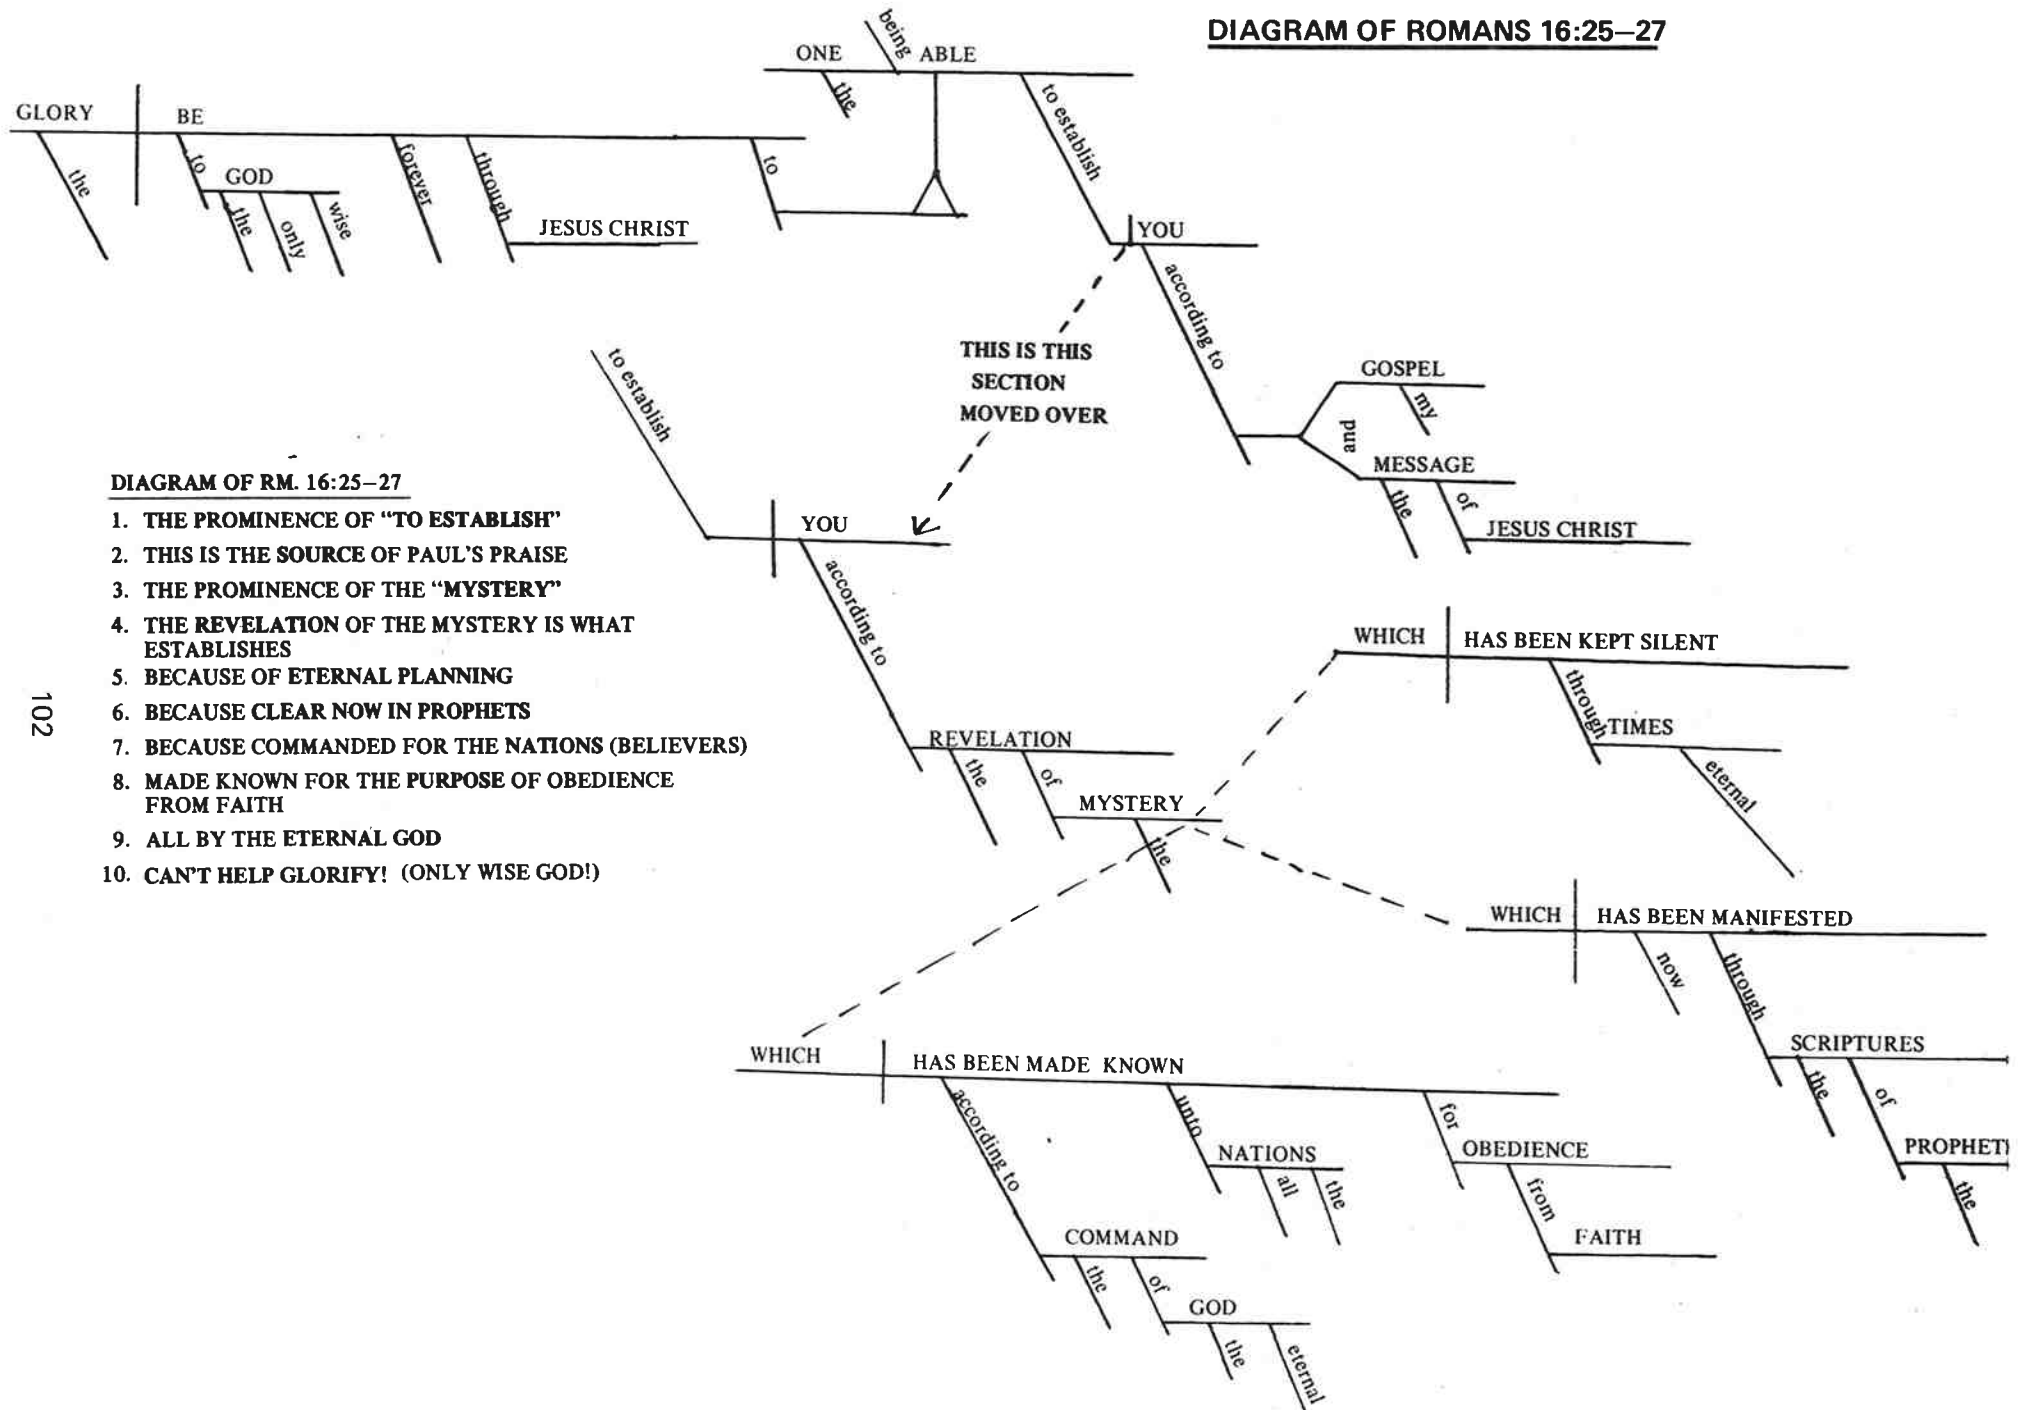 DIAGRAM OF ROMANS 16:25–27
being
ONE ABLE
the
to establish
GLORY BE
the
to
GOD
the
only
wise
forever
through
JESUS CHRIST
to
YOU
according to
GOSPEL
my
and
MESSAGE
the
of
JESUS CHRIST
THIS IS THIS
SECTION
MOVED OVER
to establish
YOU
according to
REVELATION
the
of
MYSTERY
the
DIAGRAM OF RM. 16:25–27
1. THE PROMINENCE OF “TO ESTABLISH”
2. THIS IS THE SOURCE OF PAUL'S PRAISE
3. THE PROMINENCE OF THE “MYSTERY”
4. THE REVELATION OF THE MYSTERY IS WHAT
ESTABLISHES
5. BECAUSE OF ETERNAL PLANNING
6. BECAUSE CLEAR NOW IN PROPHETS
7. BECAUSE COMMANDED FOR THE NATIONS (BELIEVERS)
8. MADE KNOWN FOR THE PURPOSE OF OBEDIENCE
FROM FAITH
9. ALL BY THE ETERNAL GOD
10. CAN'T HELP GLORIFY! (ONLY WISE GOD!)
102
WHICH HAS BEEN KEPT SILENT
through
TIMES
eternal
WHICH HAS BEEN MANIFESTED
now
through
SCRIPTURES
the
of
PROPHET
the
WHICH HAS BEEN MADE KNOWN
according to
COMMAND
the
of
GOD
the
eternal
unto
NATIONS
all
the
for
OBEDIENCE
from
FAITH